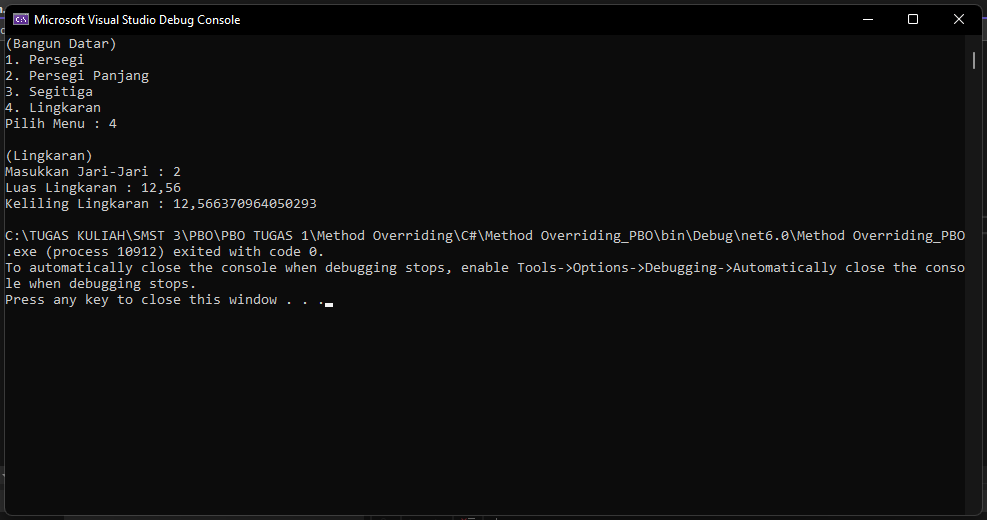 Microsoft Visual Studio Debug Console
(Bangun Datar)
1. Persegi
2. Persegi Panjang
3. Segitiga
4. Lingkaran
Pilih Menu : 4
(Lingkaran)
Masukkan Jari-Jari : 2
Luas Lingkaran : 12,56
Keliling Lingkaran : 12,566370964050293
C:\TUGAS KULIAH\SMST 3\PBO\PBO TUGAS 1\Method Overriding\C#\Method Overriding_PBO\bin\Debug\net6.0\Method Overriding_PBO
.exe (process 10912) exited with code 0.
To automatically close the console when debugging stops, enable Tools->Options->Debugging->Automatically close the conso
le when debugging stops.
Press any key to close this window . . .